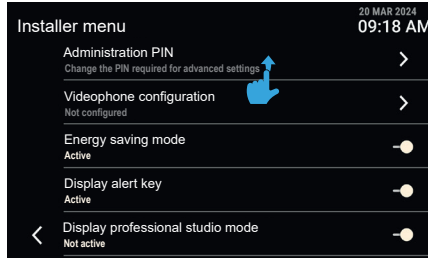 20 MAR 2024
Installer menu
09:18 AM
Administration PIN
Change the PIN required for advanced settings
Videophone configuration
Not configured
Energy saving mode
Active
Display alert key
Active
Display professional studio mode
Not active